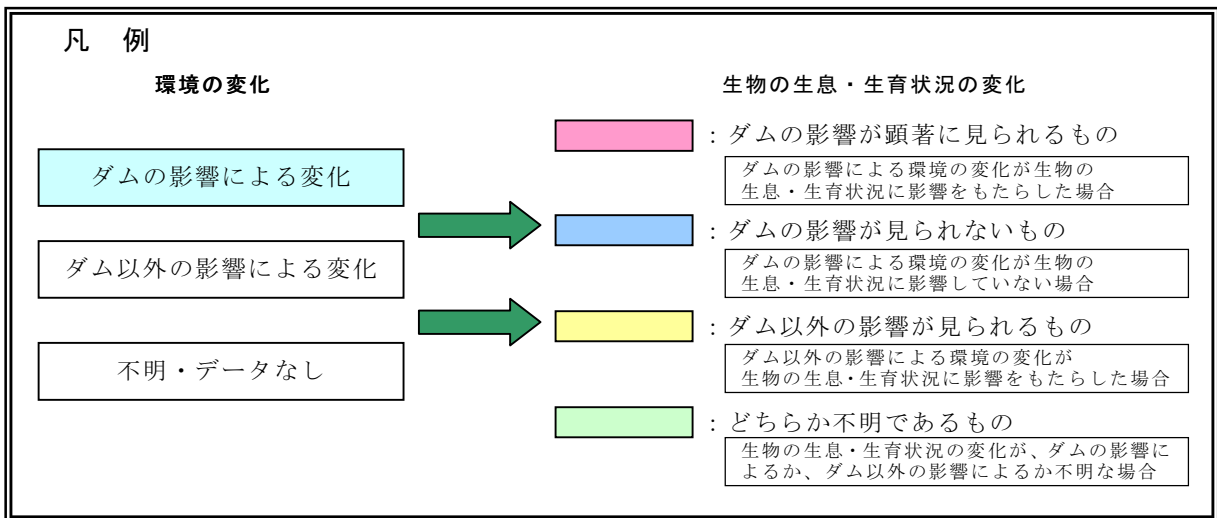 凡　例
環境の変化
ダムの影響による変化
ダム以外の影響による変化
不明・データなし
生物の生息・生育状況の変化
：ダムの影響が顕著に見られるもの
ダムの影響による環境の変化が生物の
生息・生育状況に影響をもたらした場合
：ダムの影響が見られないもの
ダムの影響による環境の変化が生物の
生息・生育状況に影響していない場合
：ダム以外の影響が見られるもの
ダム以外の影響による環境の変化が
生物の生息・生育状況に影響をもたらした場合
：どちらか不明であるもの
生物の生息・生育状況の変化が、ダムの影響に
よるか、ダム以外の影響によるか不明な場合